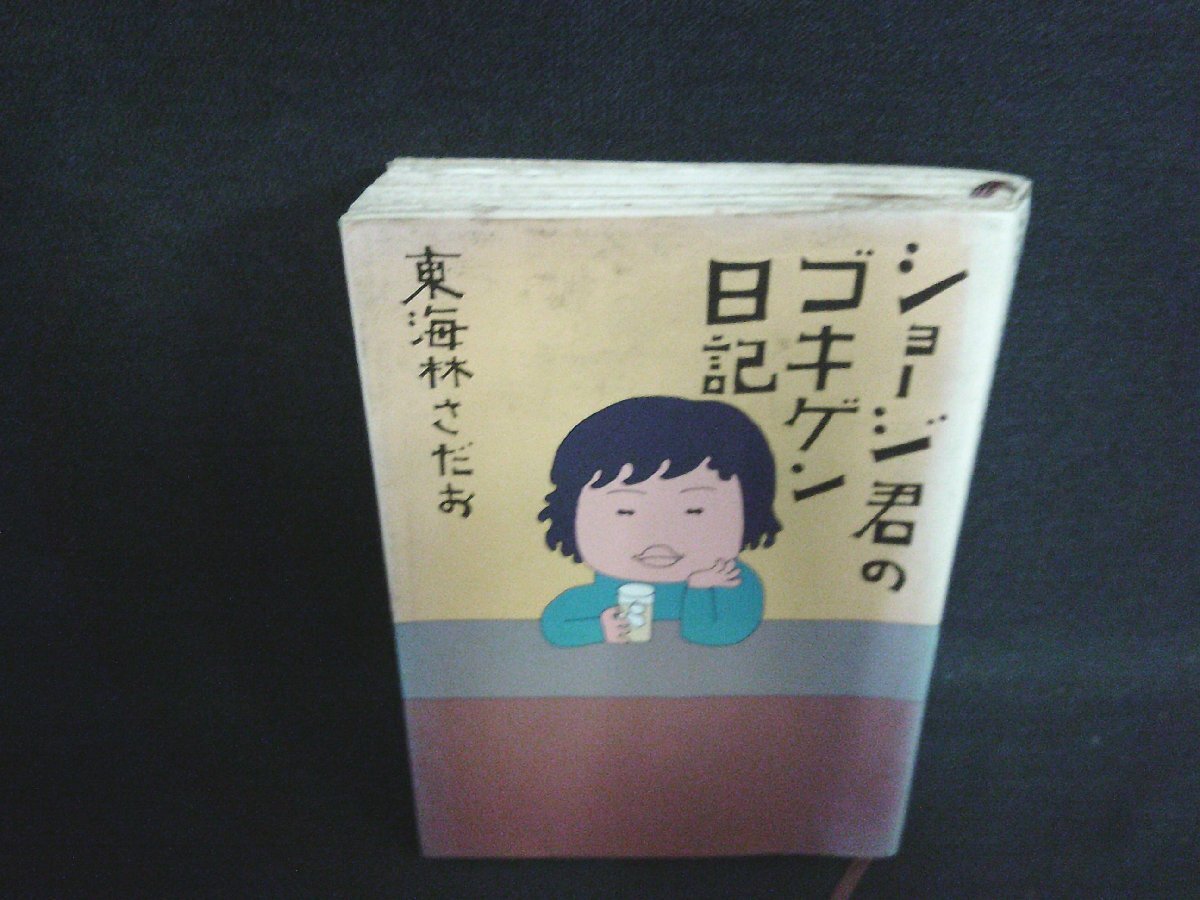 ショージ君の
ゴキゲン
日記
東海林さだお